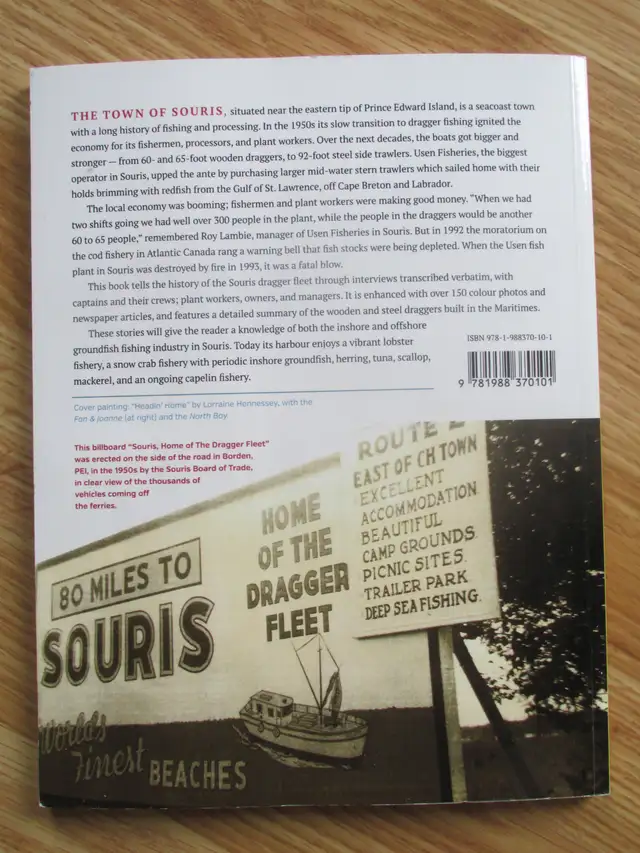 THE TOWN OF SOURIS, situated near the eastern tip of Prince Edward Island, is a seacoast town
with a long history of fishing and processing. In the 1950s its slow transition to dragger fishing ignited the
economy for its fishermen, processors, and plant workers. Over the next decades, the boats got bigger and
stronger — from 60- and 65-foot wooden draggers, to 92-foot steel side trawlers. Usen Fisheries, the biggest
operator in Souris, upped the ante by purchasing larger mid-water stern trawlers which sailed home with their
holds brimming with redfish from the Gulf of St. Lawrence, off Cape Breton and Labrador.
The local economy was booming; fishermen and plant workers were making good money. “When we had
two shifts going we had well over 300 people in the plant, while the people in the draggers would be another
60 to 65 people,” remembered Roy Lambie, manager of Usen Fisheries in Souris. But in 1992 the moratorium on
the cod fishery in Atlantic Canada rang a warning bell that fish stocks were being depleted. When the Usen fish
plant in Souris was destroyed by fire in 1993, it was a fatal blow.
This book tells the history of the Souris dragger fleet through interviews transcribed verbatim, with
captains and their crews; plant workers, owners, and managers. It is enhanced with over 150 colour photos and
newspaper articles, and features a detailed summary of the wooden and steel draggers built in the Maritimes.
These stories will give the reader a knowledge of both the inshore and offshore
groundfish fishing industry in Souris. Today its harbour enjoys a vibrant lobster
fishery, a snow crab fishery with periodic inshore groundfish, herring, tuna, scallop,
mackerel, and an ongoing capelin fishery.
ISBN 978-1-988370-10-1
9 781988 370101
Cover painting: “Headin’ Home” by Lorraine Hennessey, with the
Fon & Joanne (at right) and the North Bay
This billboard “Souris, Home of The Dragger Fleet”
was erected on the side of the road in Borden,
PEI, in the 1950s by the Souris Board of Trade,
in clear view of the thousands of
vehicles coming off
the ferries.
80 MILES TO
SOURIS
World's
Finest
BEACHES
HOME
OF THE
DRAGGER
FLEET
ROUTE 2
EAST OF CH TOWN
EXCELLENT
ACCOMMODATION
BEAUTIFUL
CAMP GROUNDS.
PICNIC SITES.
TRAILER PARK
DEEP SEA FISHING.